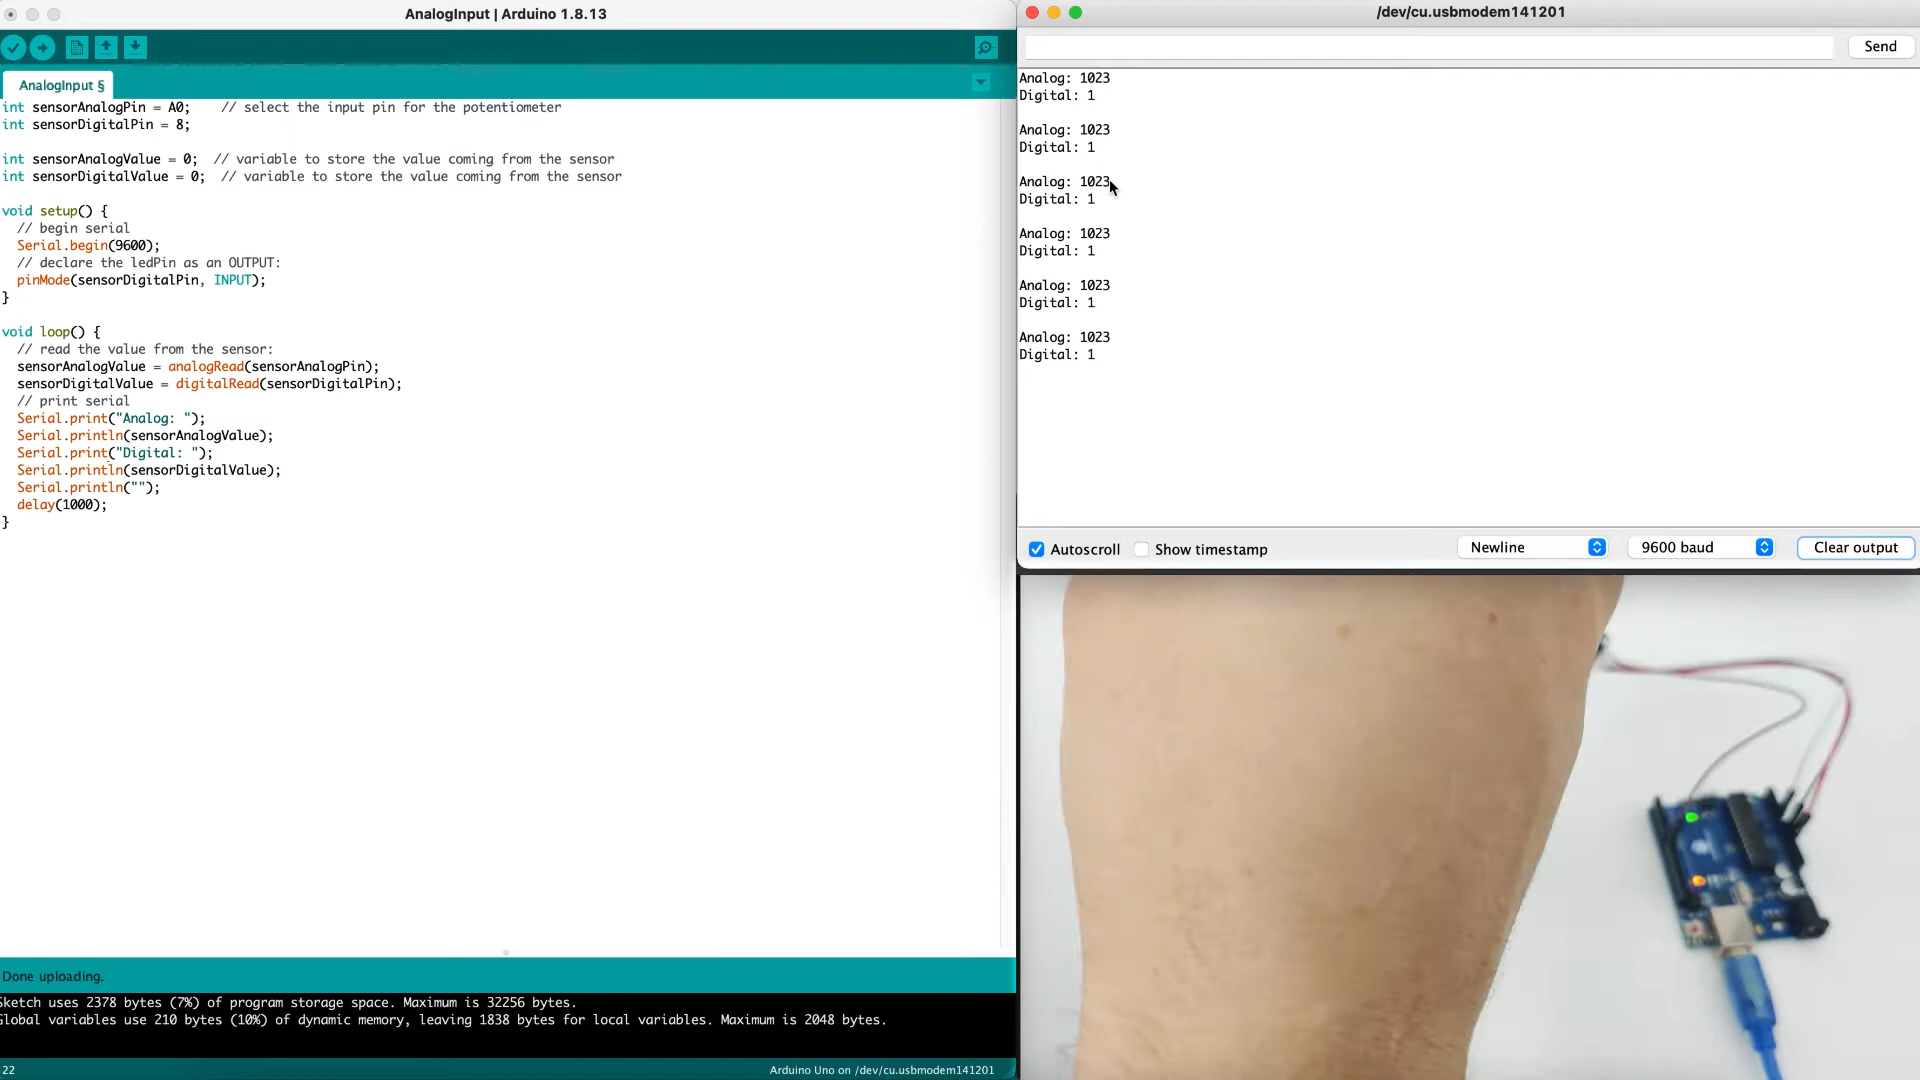 AnalogInput | Arduino 1.8.13
AnalogInput §
int sensorAnalogPin = A0;    // select the input pin for the potentiometer
int sensorDigitalPin = 8;
int sensorAnalogValue = 0;  // variable to store the value coming from the sensor
int sensorDigitalValue = 0;  // variable to store the value coming from the sensor
void setup() {
  // begin serial
  Serial.begin(9600);
  // declare the ledPin as an OUTPUT:
  pinMode(sensorDigitalPin, INPUT);
}
void loop() {
  // read the value from the sensor:
  sensorAnalogValue = analogRead(sensorAnalogPin);
  sensorDigitalValue = digitalRead(sensorDigitalPin);
  // print serial
  Serial.print("Analog: ");
  Serial.println(sensorAnalogValue);
  Serial.print("Digital: ");
  Serial.println(sensorDigitalValue);
  Serial.println("");
  delay(1000);
}
Done uploading.
Sketch uses 2378 bytes (7%) of program storage space. Maximum is 32256 bytes.
Global variables use 210 bytes (10%) of dynamic memory, leaving 1838 bytes for local variables. Maximum is 2048 bytes.
22
Arduino Uno on /dev/cu.usbmodem141201
/dev/cu.usbmodem141201
Send
Analog: 1023
Digital: 1
Analog: 1023
Digital: 1
Analog: 1023
Digital: 1
Analog: 1023
Digital: 1
Analog: 1023
Digital: 1
Analog: 1023
Digital: 1
Autoscroll
Show timestamp
Newline
9600 baud
Clear output